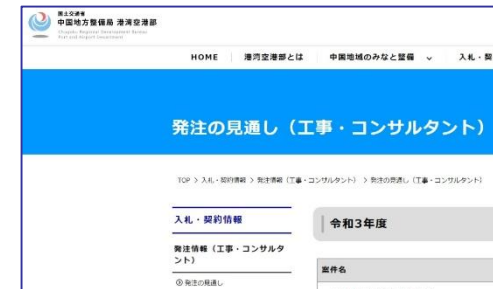 国土交通省
中国地方整備局 港湾空港部
HOME
港湾空港部とは
中国地域のみなと整備
入札・契
発注の見通し（工事・コンサルタント）
TOP > 入札・契約情報 > 発注情報（工事・コンサルタント） > 発注の見通し（工事・コンサルタント）
入札・契約情報
令和3年度
発注情報（工事・コンサルタ
ント）
案件名
発注の見通し